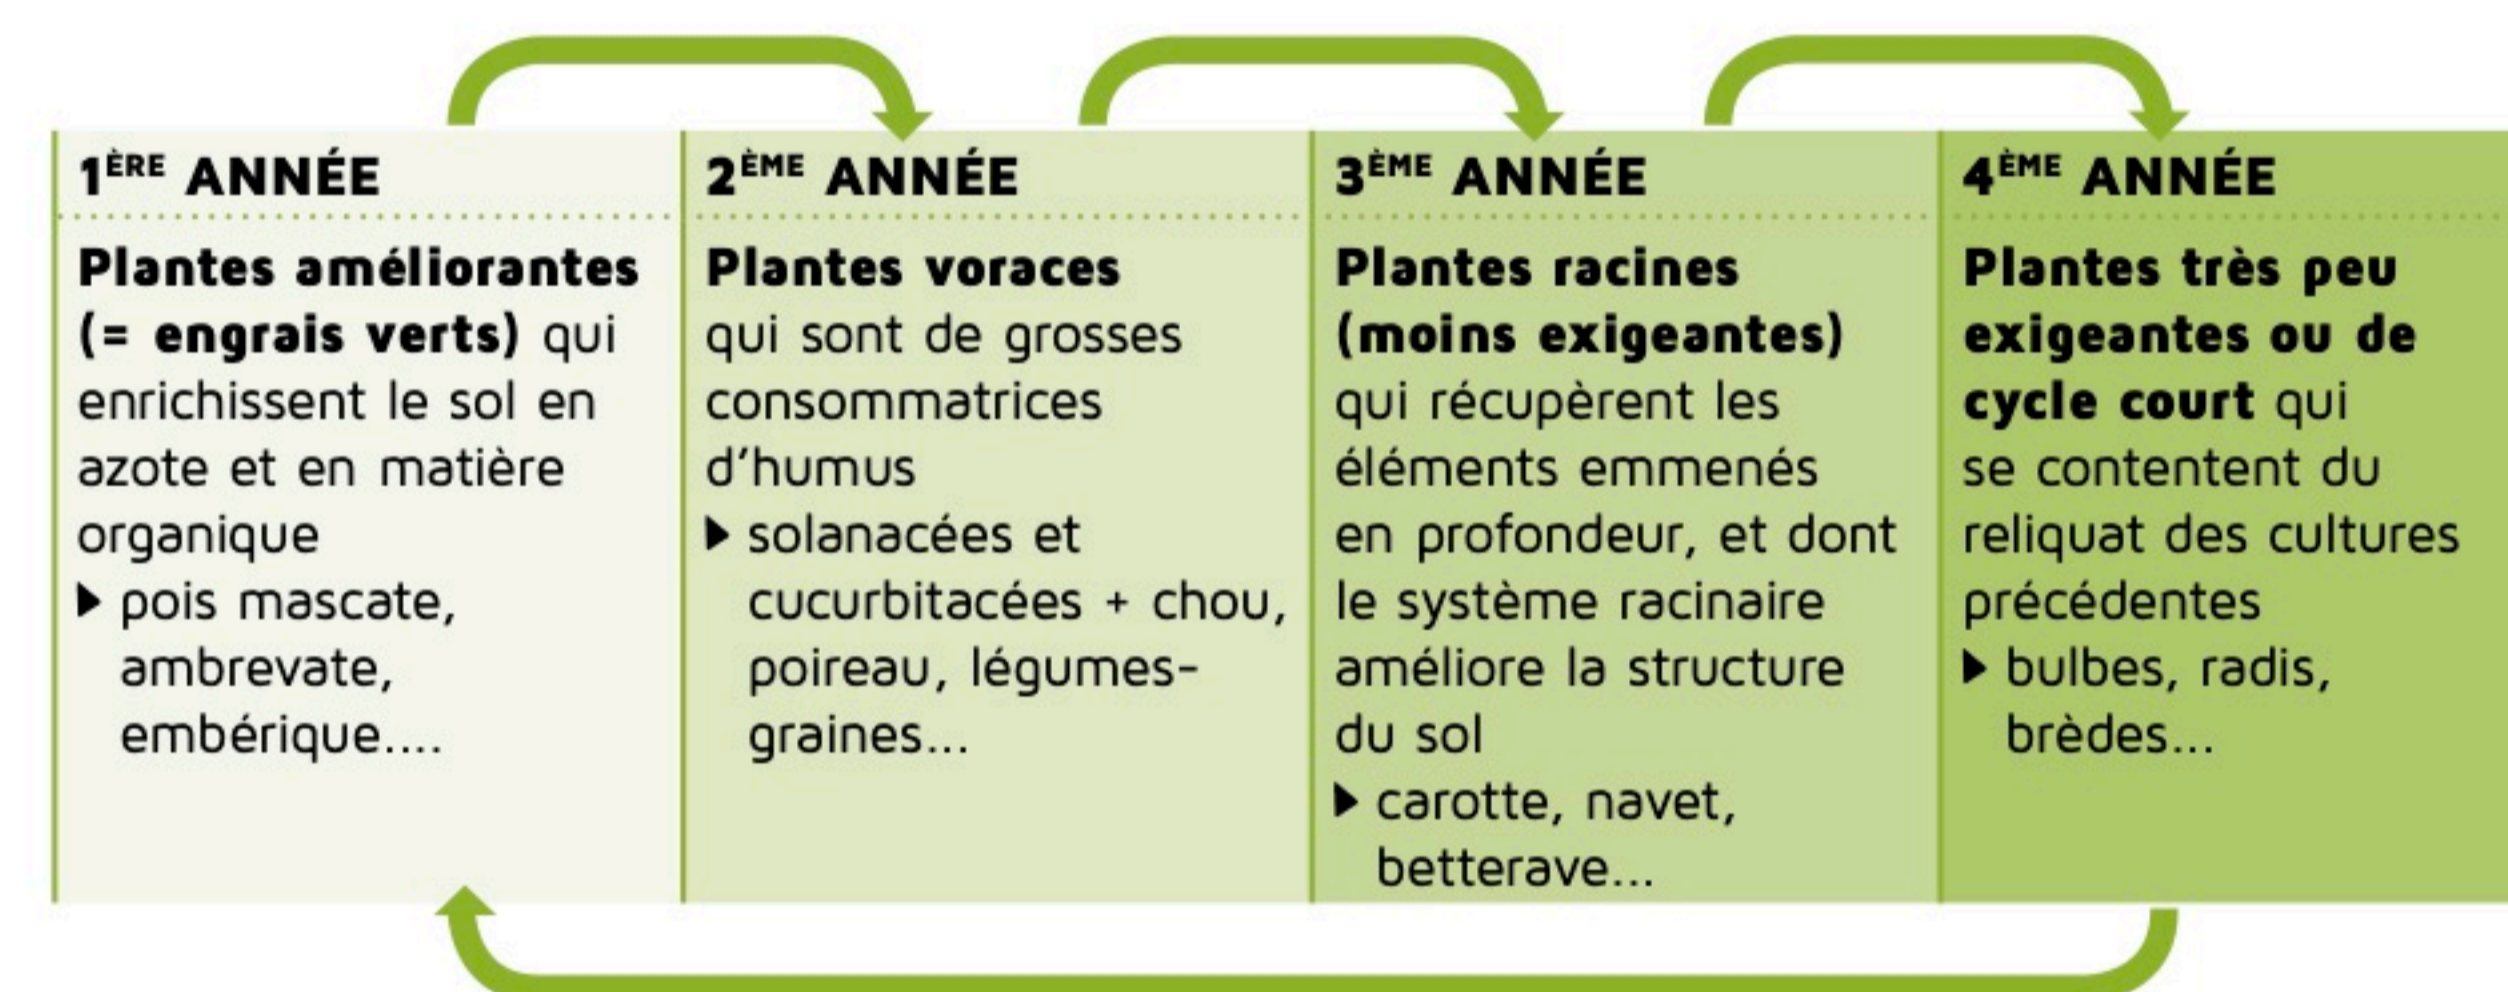 1ÈRE ANNÉE
Plantes améliorantes
(= engrais verts) qui
enrichissent le sol en
azote et en matière
organique
▶ pois mascate,
ambrevate,
embérique....
2ÈME ANNÉE
Plantes voraces
qui sont de grosses
consommatrices
d'humus
▶ solanacées et
cucurbitacées + chou,
poireau, légumes-
graines...
3ÈME ANNÉE
Plantes racines
(moins exigeantes)
qui récupèrent les
éléments emmenés
en profondeur, et dont
le système racinaire
améliore la structure
du sol
▶ carotte, navet,
betterave...
4ÈME ANNÉE
Plantes très peu
exigeantes ou de
cycle court qui
se contentent du
reliquat des cultures
précédentes
▶ bulbes, radis,
brèdes...